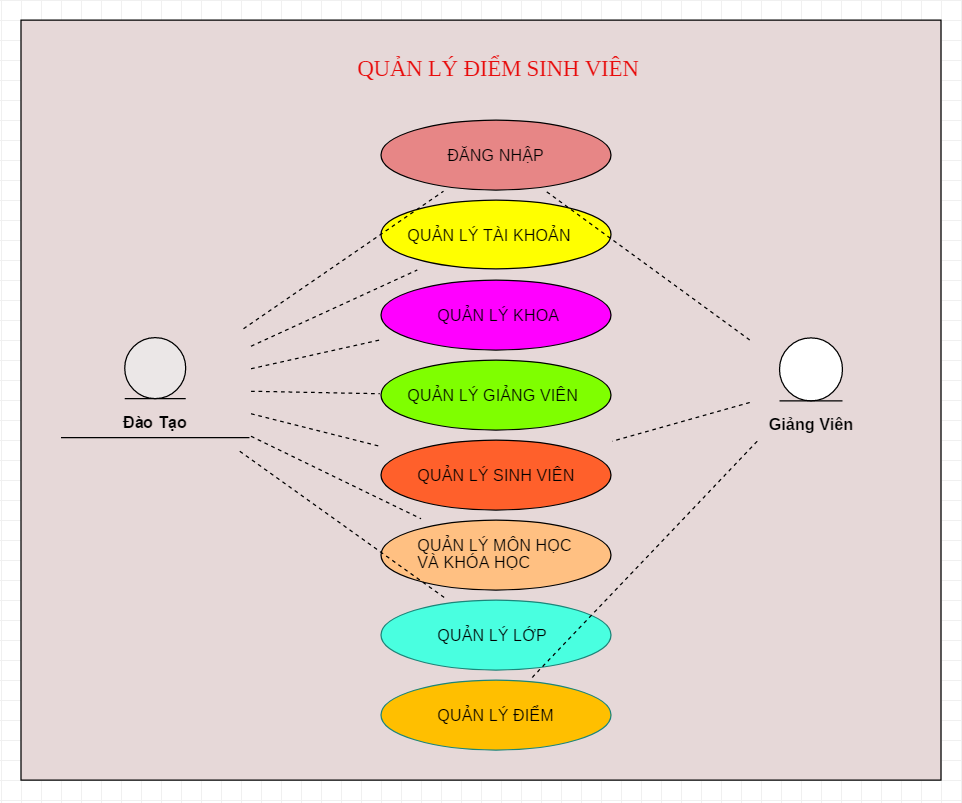 QUẢN LÝ ĐIỂM SINH VIÊN
ĐĂNG NHẬP
QUẢN LÝ TÀI KHOẢN
QUẢN LÝ KHOA
QUẢN LÝ GIẢNG VIÊN
Đào Tạo
Giảng Viên
QUẢN LÝ SINH VIÊN
QUẢN LÝ MÔN HỌC
VÀ KHÓA HỌC
QUẢN LÝ LỚP
QUẢN LÝ ĐIỂM